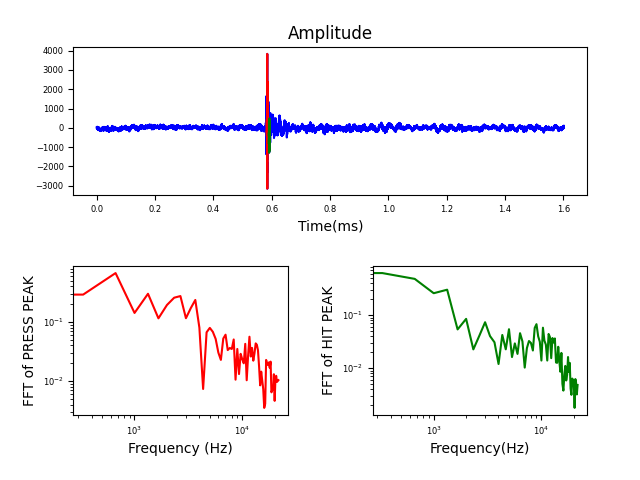 Amplitude
4000
3000
2000
1000
0
−1000
−2000
−3000
0.0 0.2 0.4 0.6 0.8 1.0 1.2 1.4 1.6
Time(ms)
FFT of PRESS PEAK
10⁻¹
10⁻²
10³ 10⁴
Frequency (Hz)
FFT of HIT PEAK
10⁻¹
10⁻²
10³ 10⁴
Frequency(Hz)